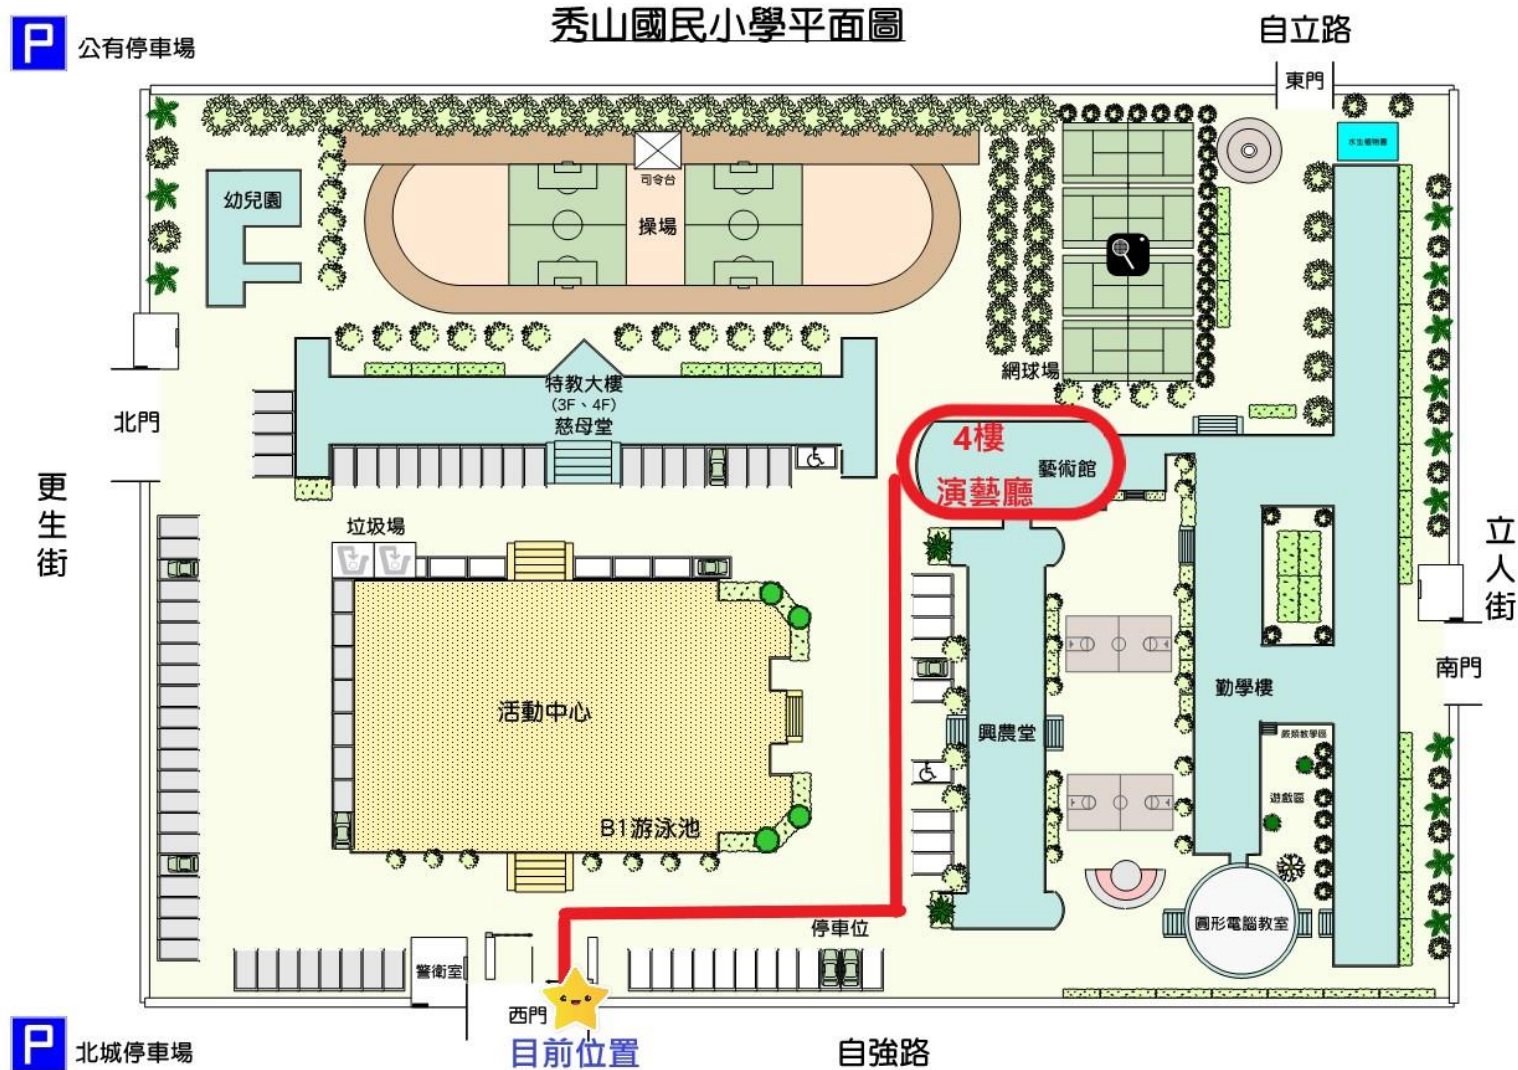 秀山國民小學平面圖
P 公有停車場
自立路
東門
水生植物園
幼兒園
司令台
操場
網球場
特教大樓
(3F、4F)
慈母堂
北門
4樓
藝術館
演藝廳
更生街
垃圾場
立人街
南門
勤學樓
活動中心
興農堂
遊戲區
B1游泳池
停車位
圓形電腦教室
警衛室
西門
目前位置
自強路
P 北城停車場